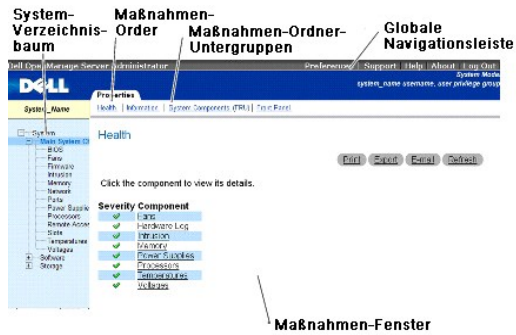 System-
Verzeichnis
baum
Maßnahmen-
Order
Maßnahmen-Ordner-
Untergruppen
Globale
Navigationsleiste
Dell OpenManage Server Administrator
Preferences | Support | Help | About | Log Out
System Model
system_name username, user privilege group
DELL
System_Name
Properties
Health | Information | System Components (FRU) | Front Panel
System
Main System Ch
BIOS
Fans
Firmware
Intrusion
Memory
Network
Ports
Power Supplie
Processors
Remote Acces
Slots
Temperatures
Voltages
Software
Storage
Health
Print Export E-mail Refresh
Click the component to view its details.
Severity Component
Fans
Hardware Log
Intrusion
Memory
Power Supplies
Processors
Temperatures
Voltages
Maßnahmen-Fenster